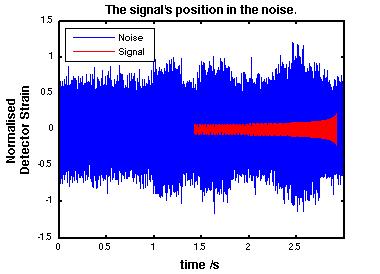 The signal's position in the noise.
1.5
Noise
Signal
1
0.5
0
-0.5
-1
-1.5
Normalised
Detector Strain
0 0.5 1 1.5 2 2.5
time /s